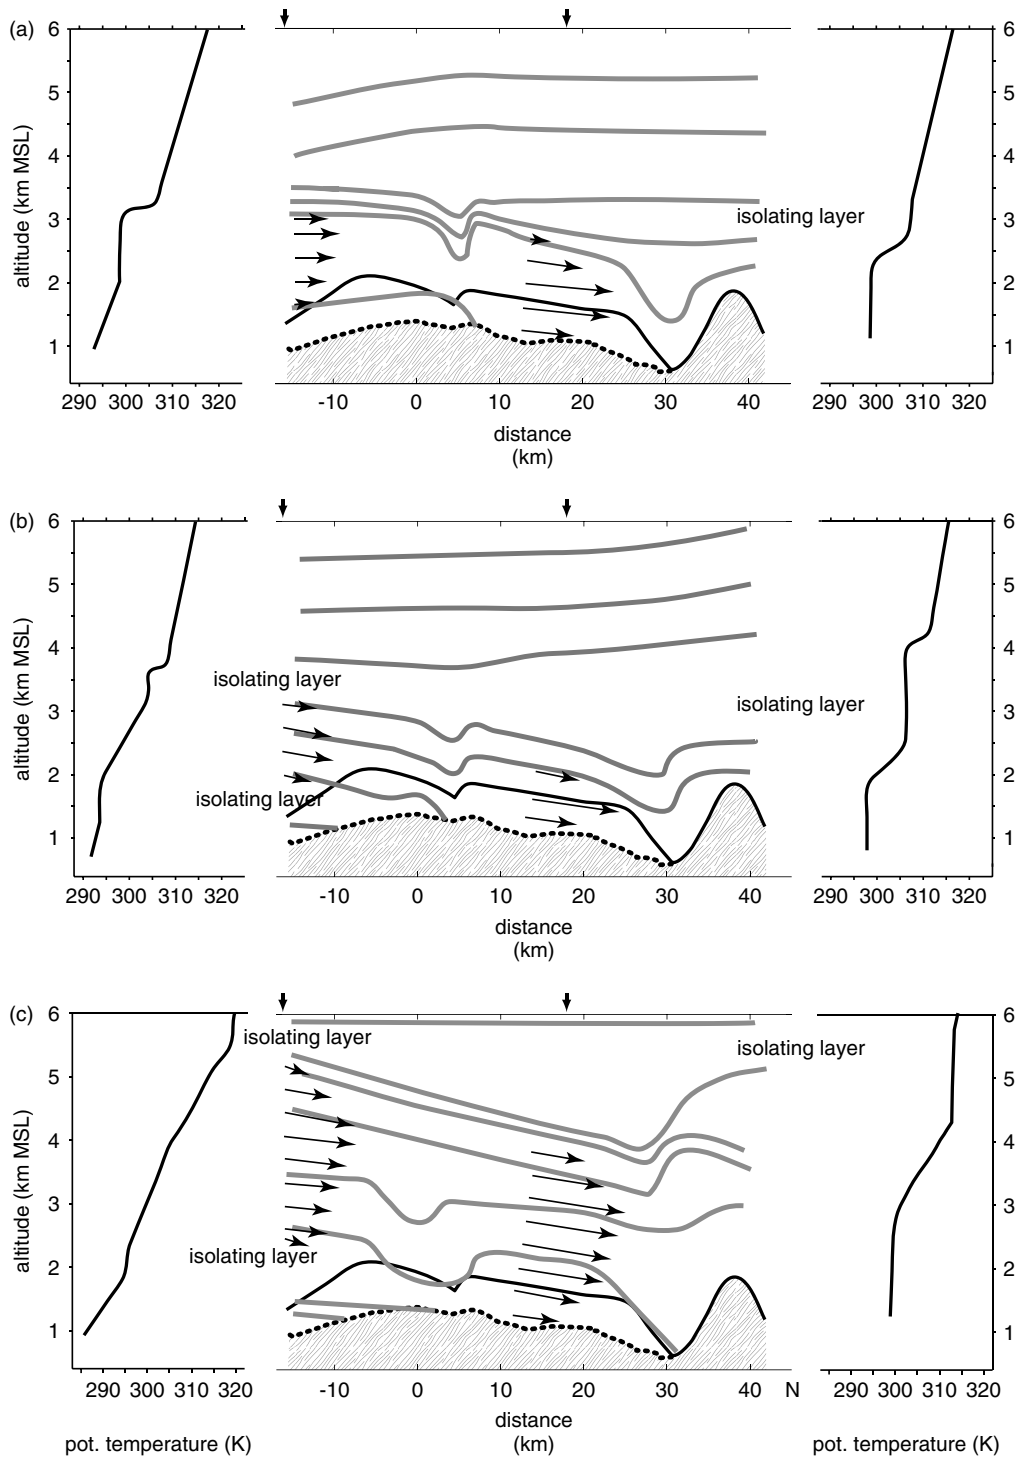 (a)
6
5
4
3
2
1
altitude (km MSL)
290 300 310 320
-10 0 10 20 30 40
distance
(km)
isolating layer
6
5
4
3
2
1
290 300 310 320
(b)
6
5
4
3
2
1
altitude (km MSL)
290 300 310 320
isolating layer
isolating layer
isolating layer
-10 0 10 20 30 40
distance
(km)
6
5
4
3
2
1
290 300 310 320
(c)
6
5
4
3
2
1
altitude (km MSL)
290 300 310 320
pot. temperature (K)
isolating layer
isolating layer
isolating layer
-10 0 10 20 30 40 N
distance
(km)
6
5
4
3
2
1
290 300 310 320
pot. temperature (K)